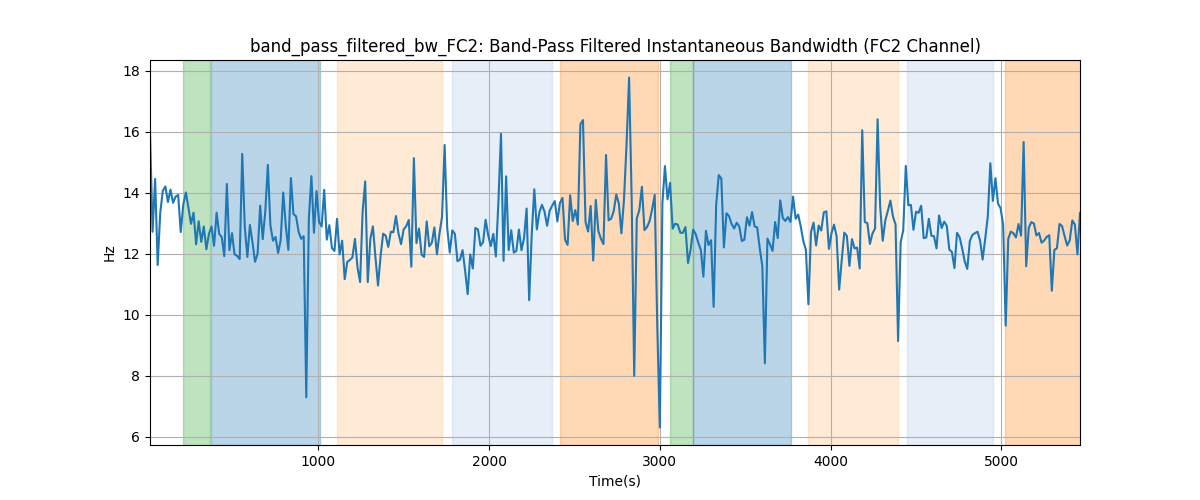 band_pass_filtered_bw_FC2: Band-Pass Filtered Instantaneous Bandwidth (FC2 Channel)
18
16
14
12
10
8
6
Hz
1000 2000 3000 4000 5000
Time(s)